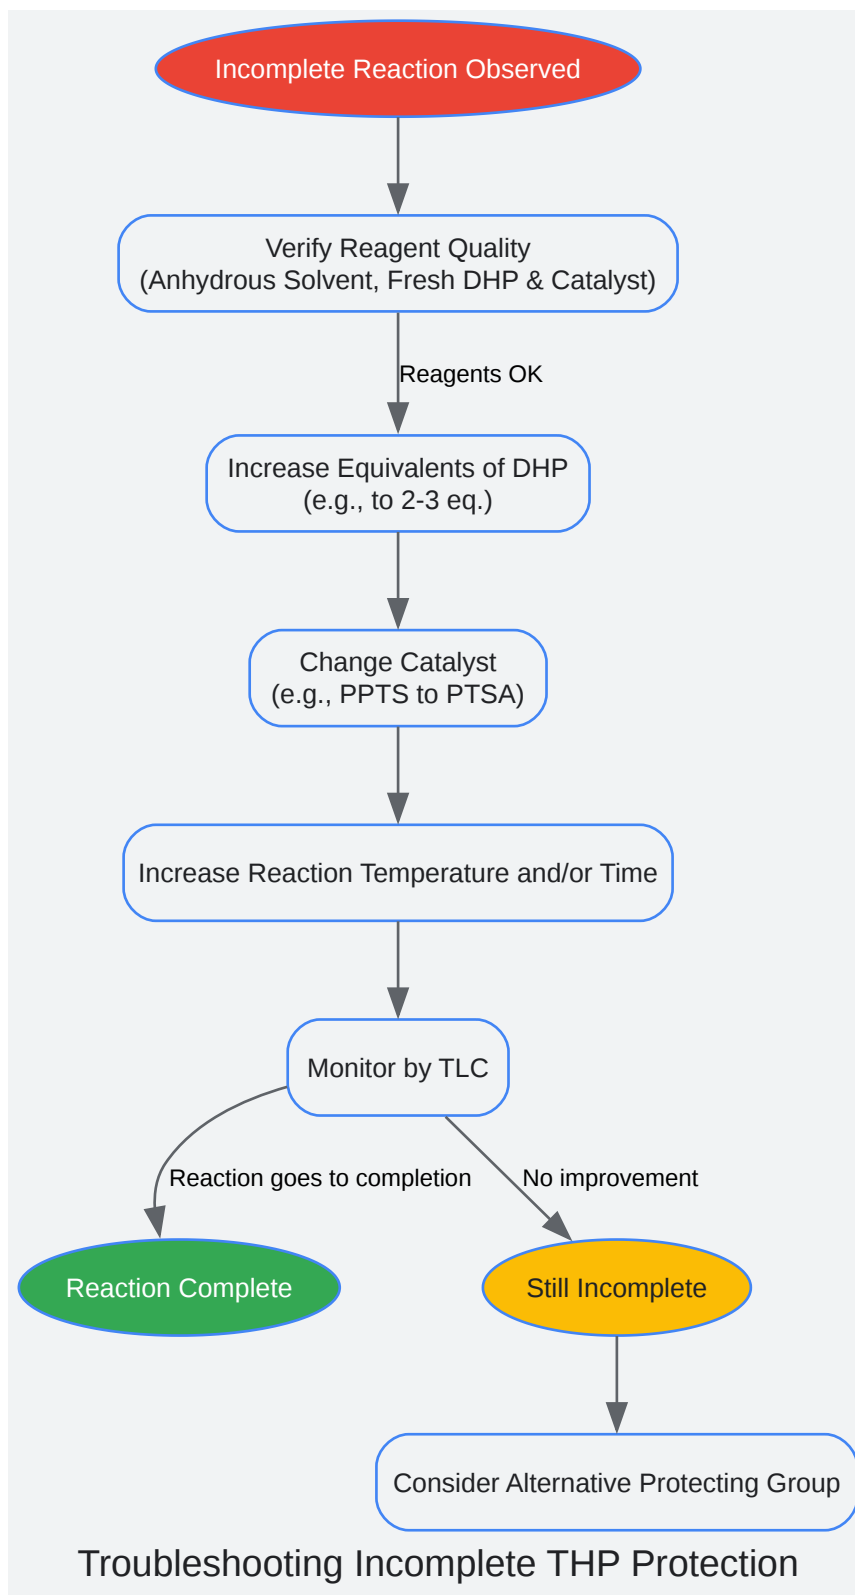 Incomplete Reaction Observed
Verify Reagent Quality
(Anhydrous Solvent, Fresh DHP & Catalyst)
Reagents OK
Increase Equivalents of DHP
(e.g., to 2-3 eq.)
Change Catalyst
(e.g., PPTS to PTSA)
Increase Reaction Temperature and/or Time
Monitor by TLC
Reaction goes to completion
No improvement
Reaction Complete
Still Incomplete
Consider Alternative Protecting Group
Troubleshooting Incomplete THP Protection